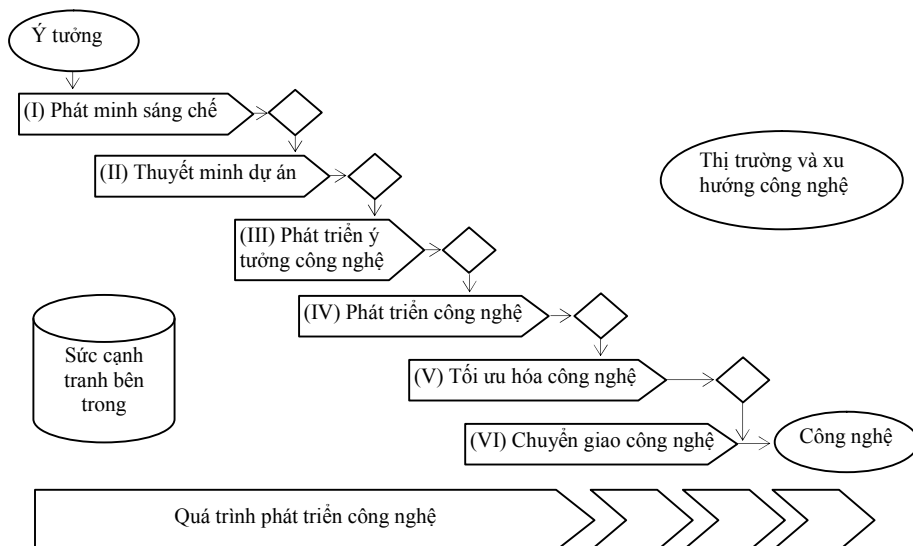 Ý tưởng
(I) Phát minh sáng chế
(II) Thuyết minh dự án
Thị trường và xu
hướng công nghệ
(III) Phát triển ý
tưởng công nghệ
(IV) Phát triển công nghệ
Sức cạnh
tranh bên
trong
(V) Tối ưu hóa công nghệ
(VI) Chuyển giao công nghệ
Công nghệ
Quá trình phát triển công nghệ